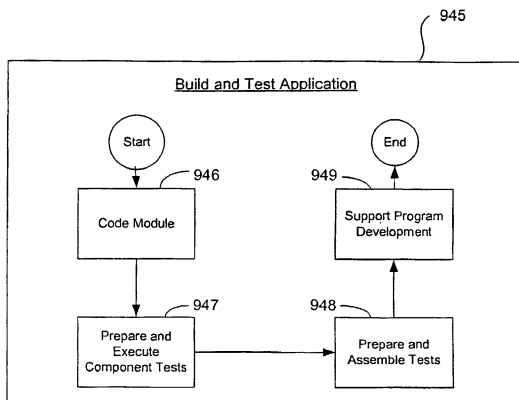 945
Build and Test Application
Start
End
946
949
Code Module
Support Program
Development
947
948
Prepare and
Execute
Component Tests
Prepare and
Assemble Tests